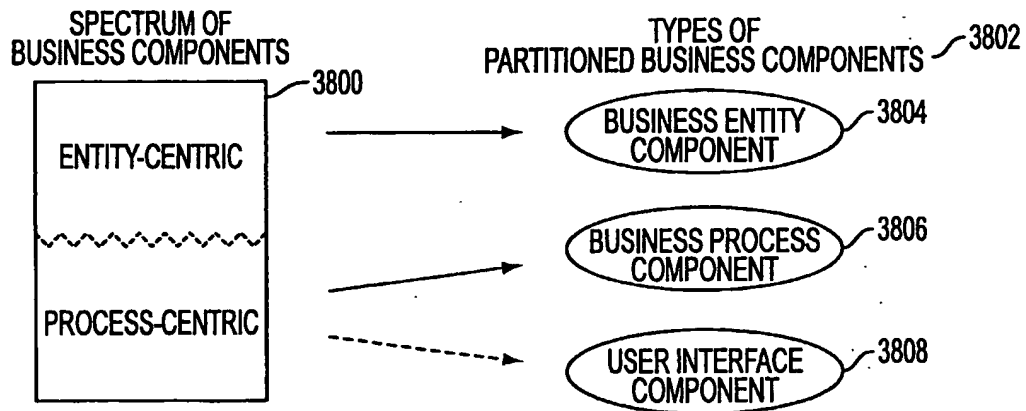 SPECTRUM OF
BUSINESS COMPONENTS
3800
ENTITY-CENTRIC
PROCESS-CENTRIC
TYPES OF
PARTITIONED BUSINESS COMPONENTS
3802
BUSINESS ENTITY
COMPONENT
3804
BUSINESS PROCESS
COMPONENT
3806
USER INTERFACE
COMPONENT
3808